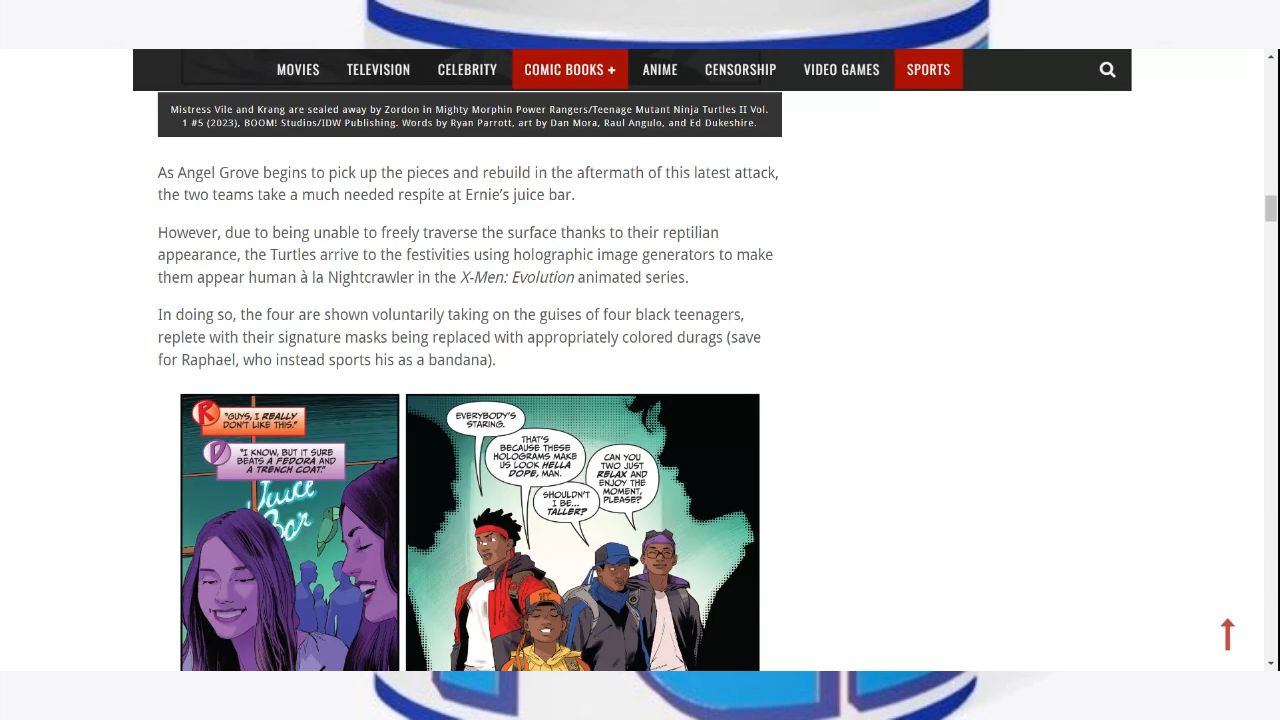 MOVIES TELEVISION CELEBRITY COMIC BOOKS + ANIME CENSORSHIP VIDEO GAMES SPORTS
Mistress Vile and Krang are sealed away by Zordon in Mighty Morphin Power Rangers/Teenage Mutant Ninja Turtles II Vol.
1 #5 (2023), BOOM! Studios/IDW Publishing. Words by Ryan Parrott, art by Dan Mora, Raul Angulo, and Ed Dukeshire.
As Angel Grove begins to pick up the pieces and rebuild in the aftermath of this latest attack,
the two teams take a much needed respite at Ernie's juice bar.
However, due to being unable to freely traverse the surface thanks to their reptilian
appearance, the Turtles arrive to the festivities using holographic image generators to make
them appear human à la Nightcrawler in the X-Men: Evolution animated series.
In doing so, the four are shown voluntarily taking on the guises of four black teenagers,
replete with their signature masks being replaced with appropriately colored durags (save
for Raphael, who instead sports his as a bandana).
R
"GUYS, I REALLY
DON'T LIKE THIS."
D
"I KNOW, BUT IT SURE
BEATS A FEDORA AND
A TRENCH COAT."
Juice
Bar
EVERYBODY'S
STARING.
THAT'S
BECAUSE THESE
HOLOGRAMS MAKE
US LOOK HELLA
DOPE, MAN.
SHOULDN'T
I BE...
TALLER?
CAN YOU
TWO JUST
RELAX AND
ENJOY THE
MOMENT,
PLEASE?